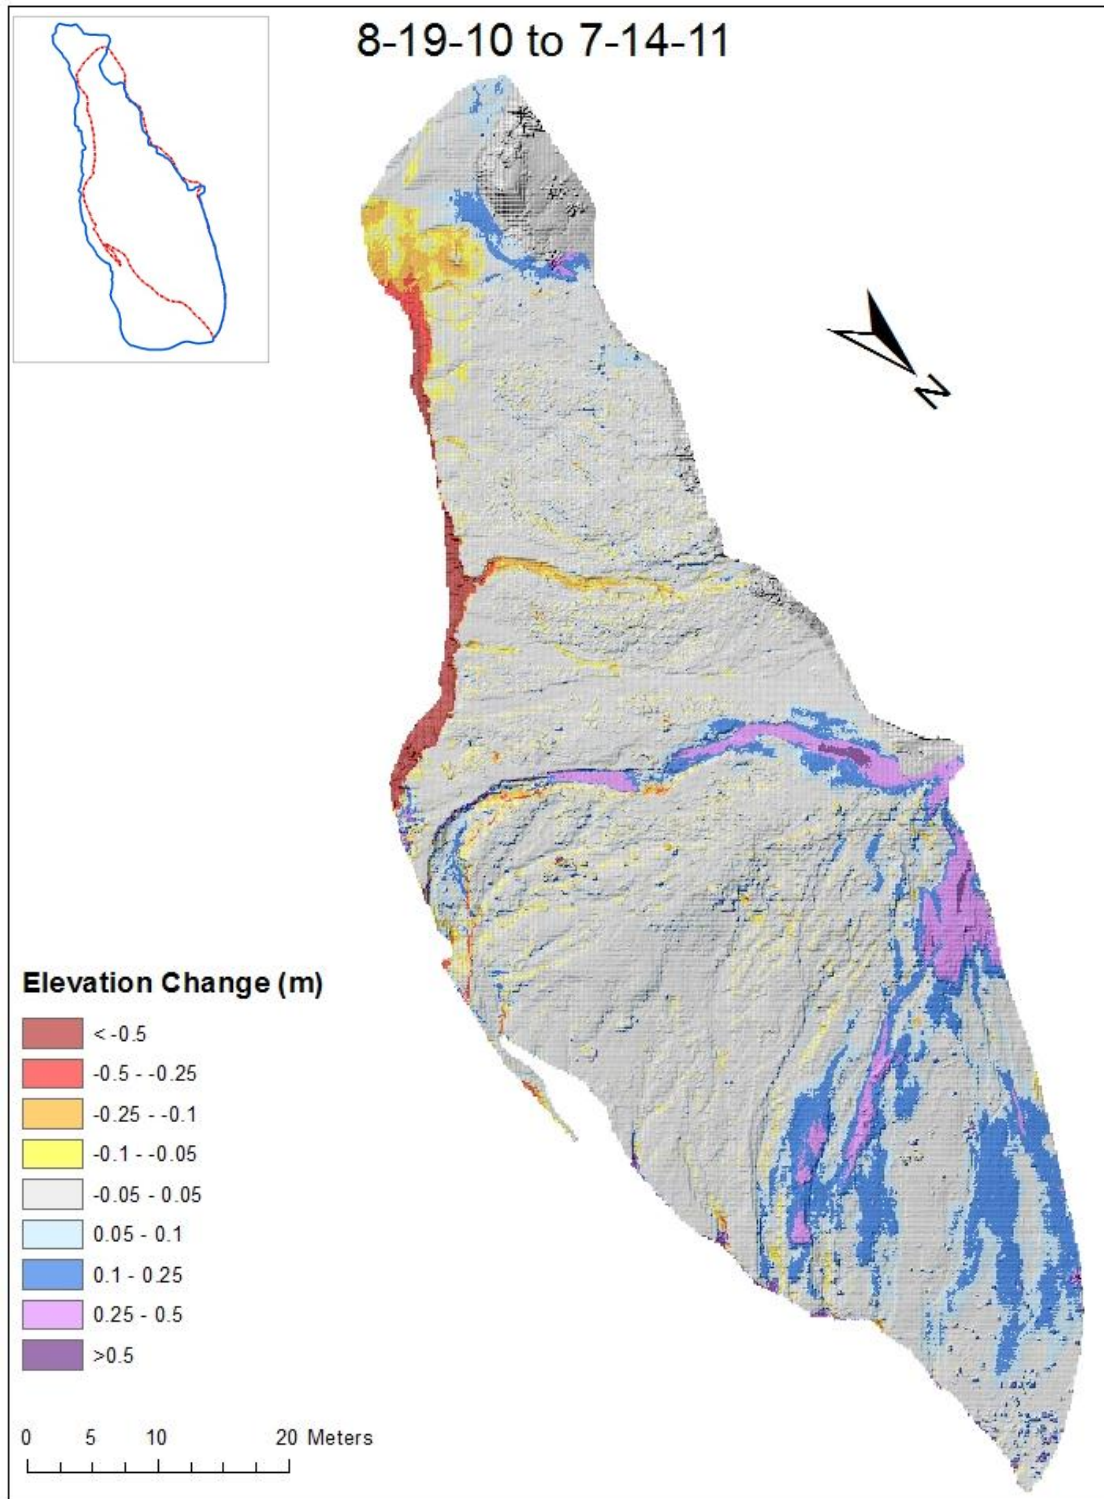 8-19-10 to 7-14-11
N
Elevation Change (m)
< -0.5
-0.5 - -0.25
-0.25 - -0.1
-0.1 - -0.05
-0.05 - 0.05
0.05 - 0.1
0.1 - 0.25
0.25 - 0.5
>0.5
0 5 10 20 Meters